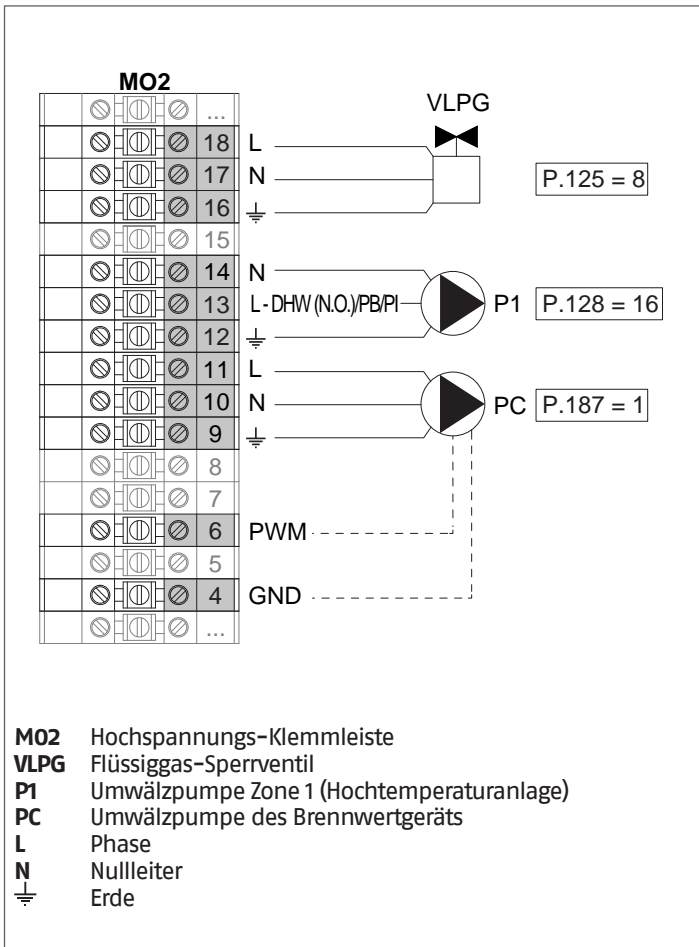 MO2
VLPG
...
18 L
17 N
P.125 = 8
16 ⏚
15
14 N
13 L - DHW (N.O.)/PB/PI P1 P.128 = 16
12 ⏚
11 L
10 N PC P.187 = 1
9 ⏚
8
7
6 PWM
5
4 GND
...
M02 Hochspannungs-Klemmleiste
VLPG Flüssiggas-Sperrventil
P1 Umwälzpumpe Zone 1 (Hochtemperaturanlage)
PC Umwälzpumpe des Brennwertgeräts
L Phase
N Nullleiter
⏚ Erde